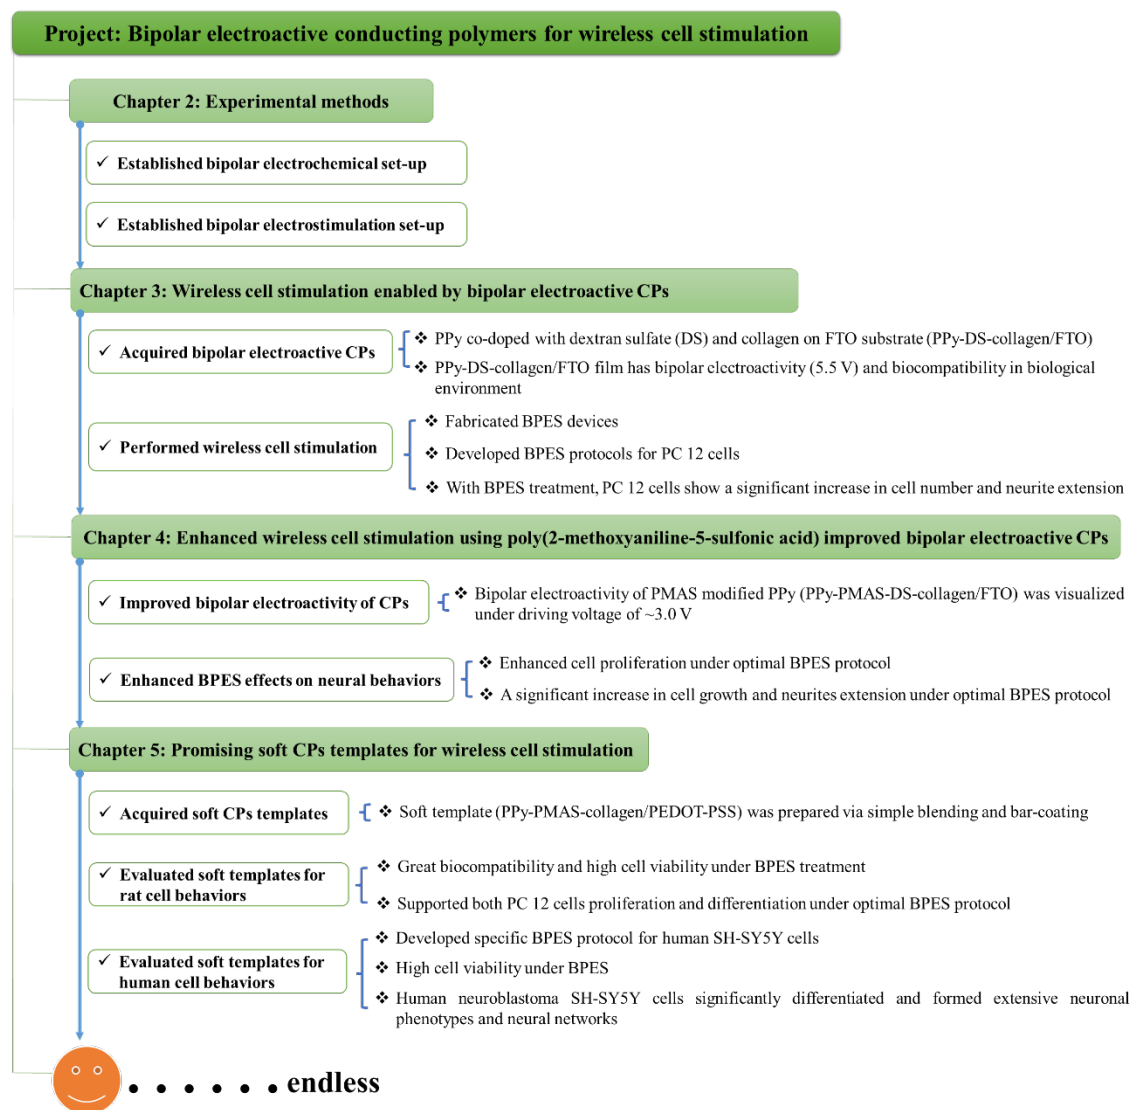 Project: Bipolar electroactive conducting polymers for wireless cell stimulation
Chapter 2: Experimental methods
✓ Established bipolar electrochemical set-up
✓ Established bipolar electrostimulation set-up
Chapter 3: Wireless cell stimulation enabled by bipolar electroactive CPs
✓ Acquired bipolar electroactive CPs
❖ PPy co-doped with dextran sulfate (DS) and collagen on FTO substrate (PPy-DS-collagen/FTO)
❖ PPy-DS-collagen/FTO film has bipolar electroactivity (5.5 V) and biocompatibility in biological
environment
✓ Performed wireless cell stimulation
❖ Fabricated BPES devices
❖ Developed BPES protocols for PC 12 cells
❖ With BPES treatment, PC 12 cells show a significant increase in cell number and neurite extension
Chapter 4: Enhanced wireless cell stimulation using poly(2-methoxyaniline-5-sulfonic acid) improved bipolar electroactive CPs
✓ Improved bipolar electroactivity of CPs
❖ Bipolar electroactivity of PMAS modified PPy (PPy-PMAS-DS-collagen/FTO) was visualized
under driving voltage of ~3.0 V
✓ Enhanced BPES effects on neural behaviors
❖ Enhanced cell proliferation under optimal BPES protocol
❖ A significant increase in cell growth and neurites extension under optimal BPES protocol
Chapter 5: Promising soft CPs templates for wireless cell stimulation
✓ Acquired soft CPs templates
❖ Soft template (PPy-PMAS-collagen/PEDOT-PSS) was prepared via simple blending and bar-coating
✓ Evaluated soft templates for
rat cell behaviors
❖ Great biocompatibility and high cell viability under BPES treatment
❖ Supported both PC 12 cells proliferation and differentiation under optimal BPES protocol
✓ Evaluated soft templates for
human cell behaviors
❖ Developed specific BPES protocol for human SH-SY5Y cells
❖ High cell viability under BPES
❖ Human neuroblastoma SH-SY5Y cells significantly differentiated and formed extensive neuronal
phenotypes and neural networks
. . . . . . endless